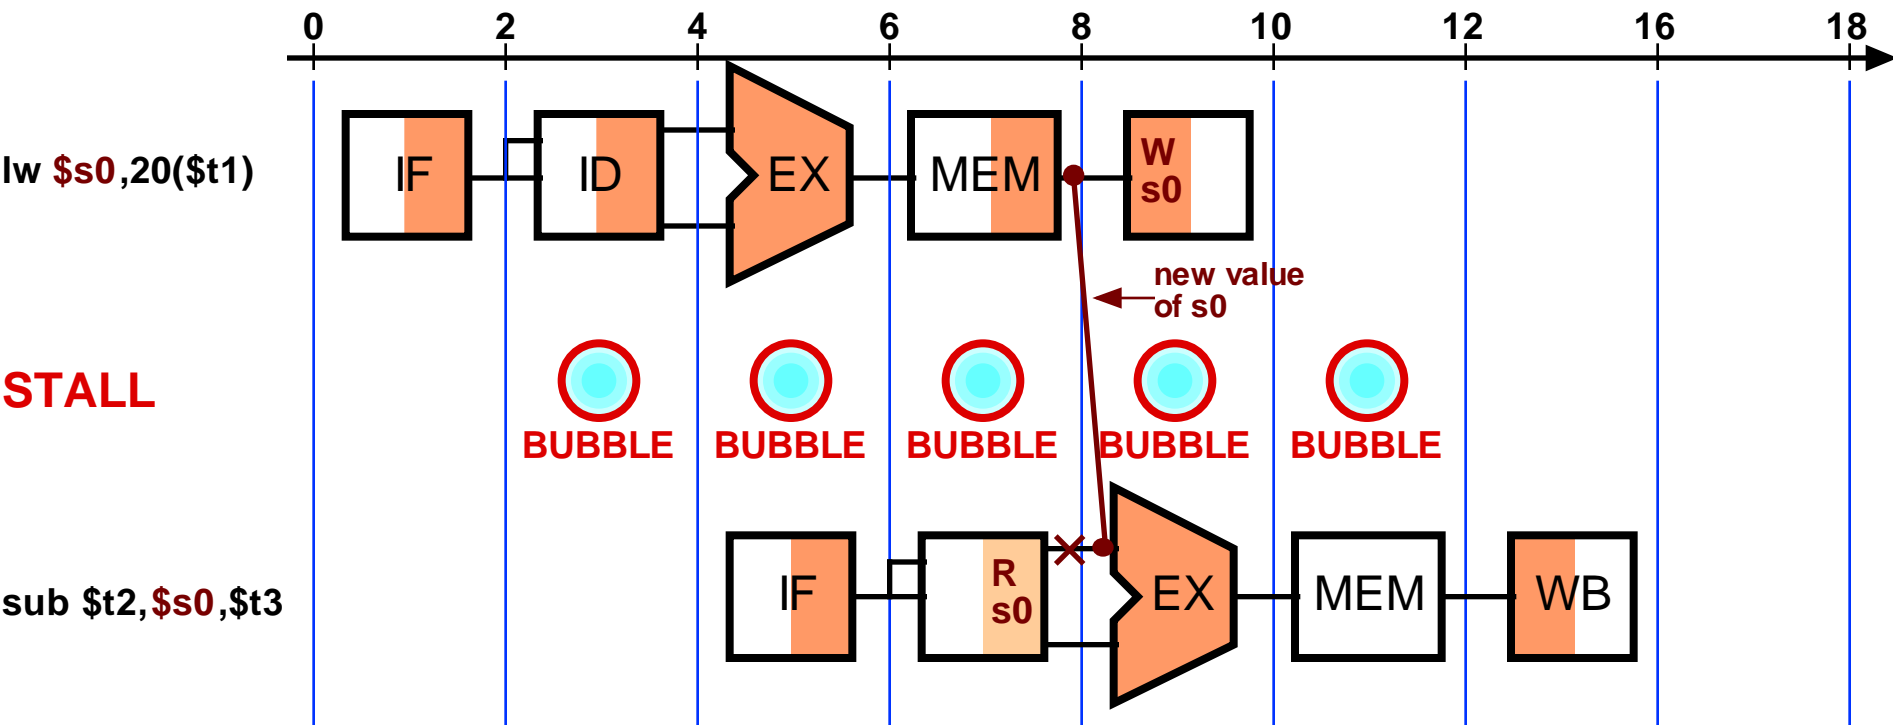 0 2 4 6 8 10 12 16 18
lw $s0,20($t1)
IF ID EX MEM W
s0
new value
of s0
STALL
BUBBLE BUBBLE BUBBLE BUBBLE BUBBLE
sub $t2,$s0,$t3
IF R
s0
EX MEM WB